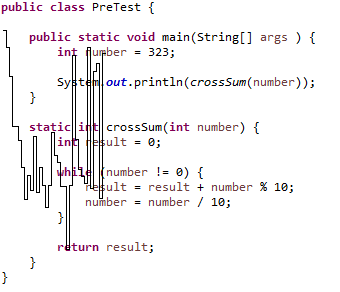 public class PreTest {
public static void main(String[] args ) {
int number = 323;
System.out.println(crossSum(number));
}
static int crossSum(int number) {
int result = 0;
while (number != 0) {
result = result + number % 10;
number = number / 10;
}
return result;
}
}